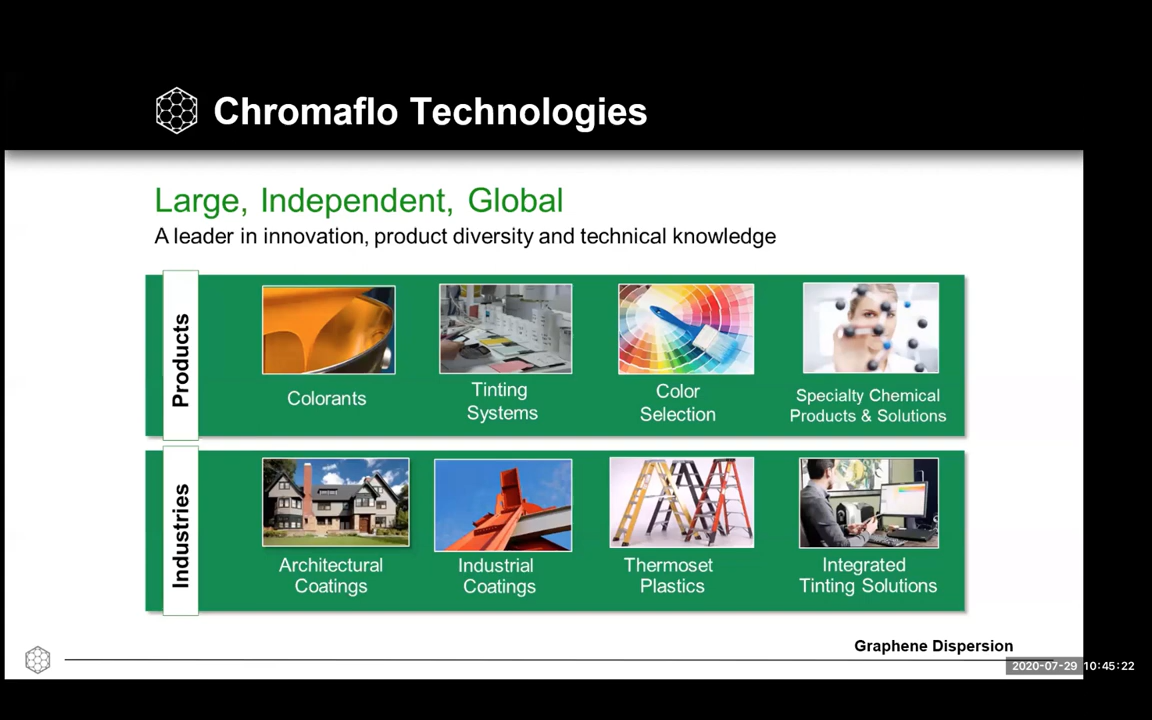 Chromaflo Technologies
Large, Independent, Global
A leader in innovation, product diversity and technical knowledge
Products
Colorants
Tinting
Systems
Color
Selection
Specialty Chemical
Products & Solutions
Industries
Architectural
Coatings
Industrial
Coatings
Thermoset
Plastics
Integrated
Tinting Solutions
Graphene Dispersion
2020-07-29 10:45:22